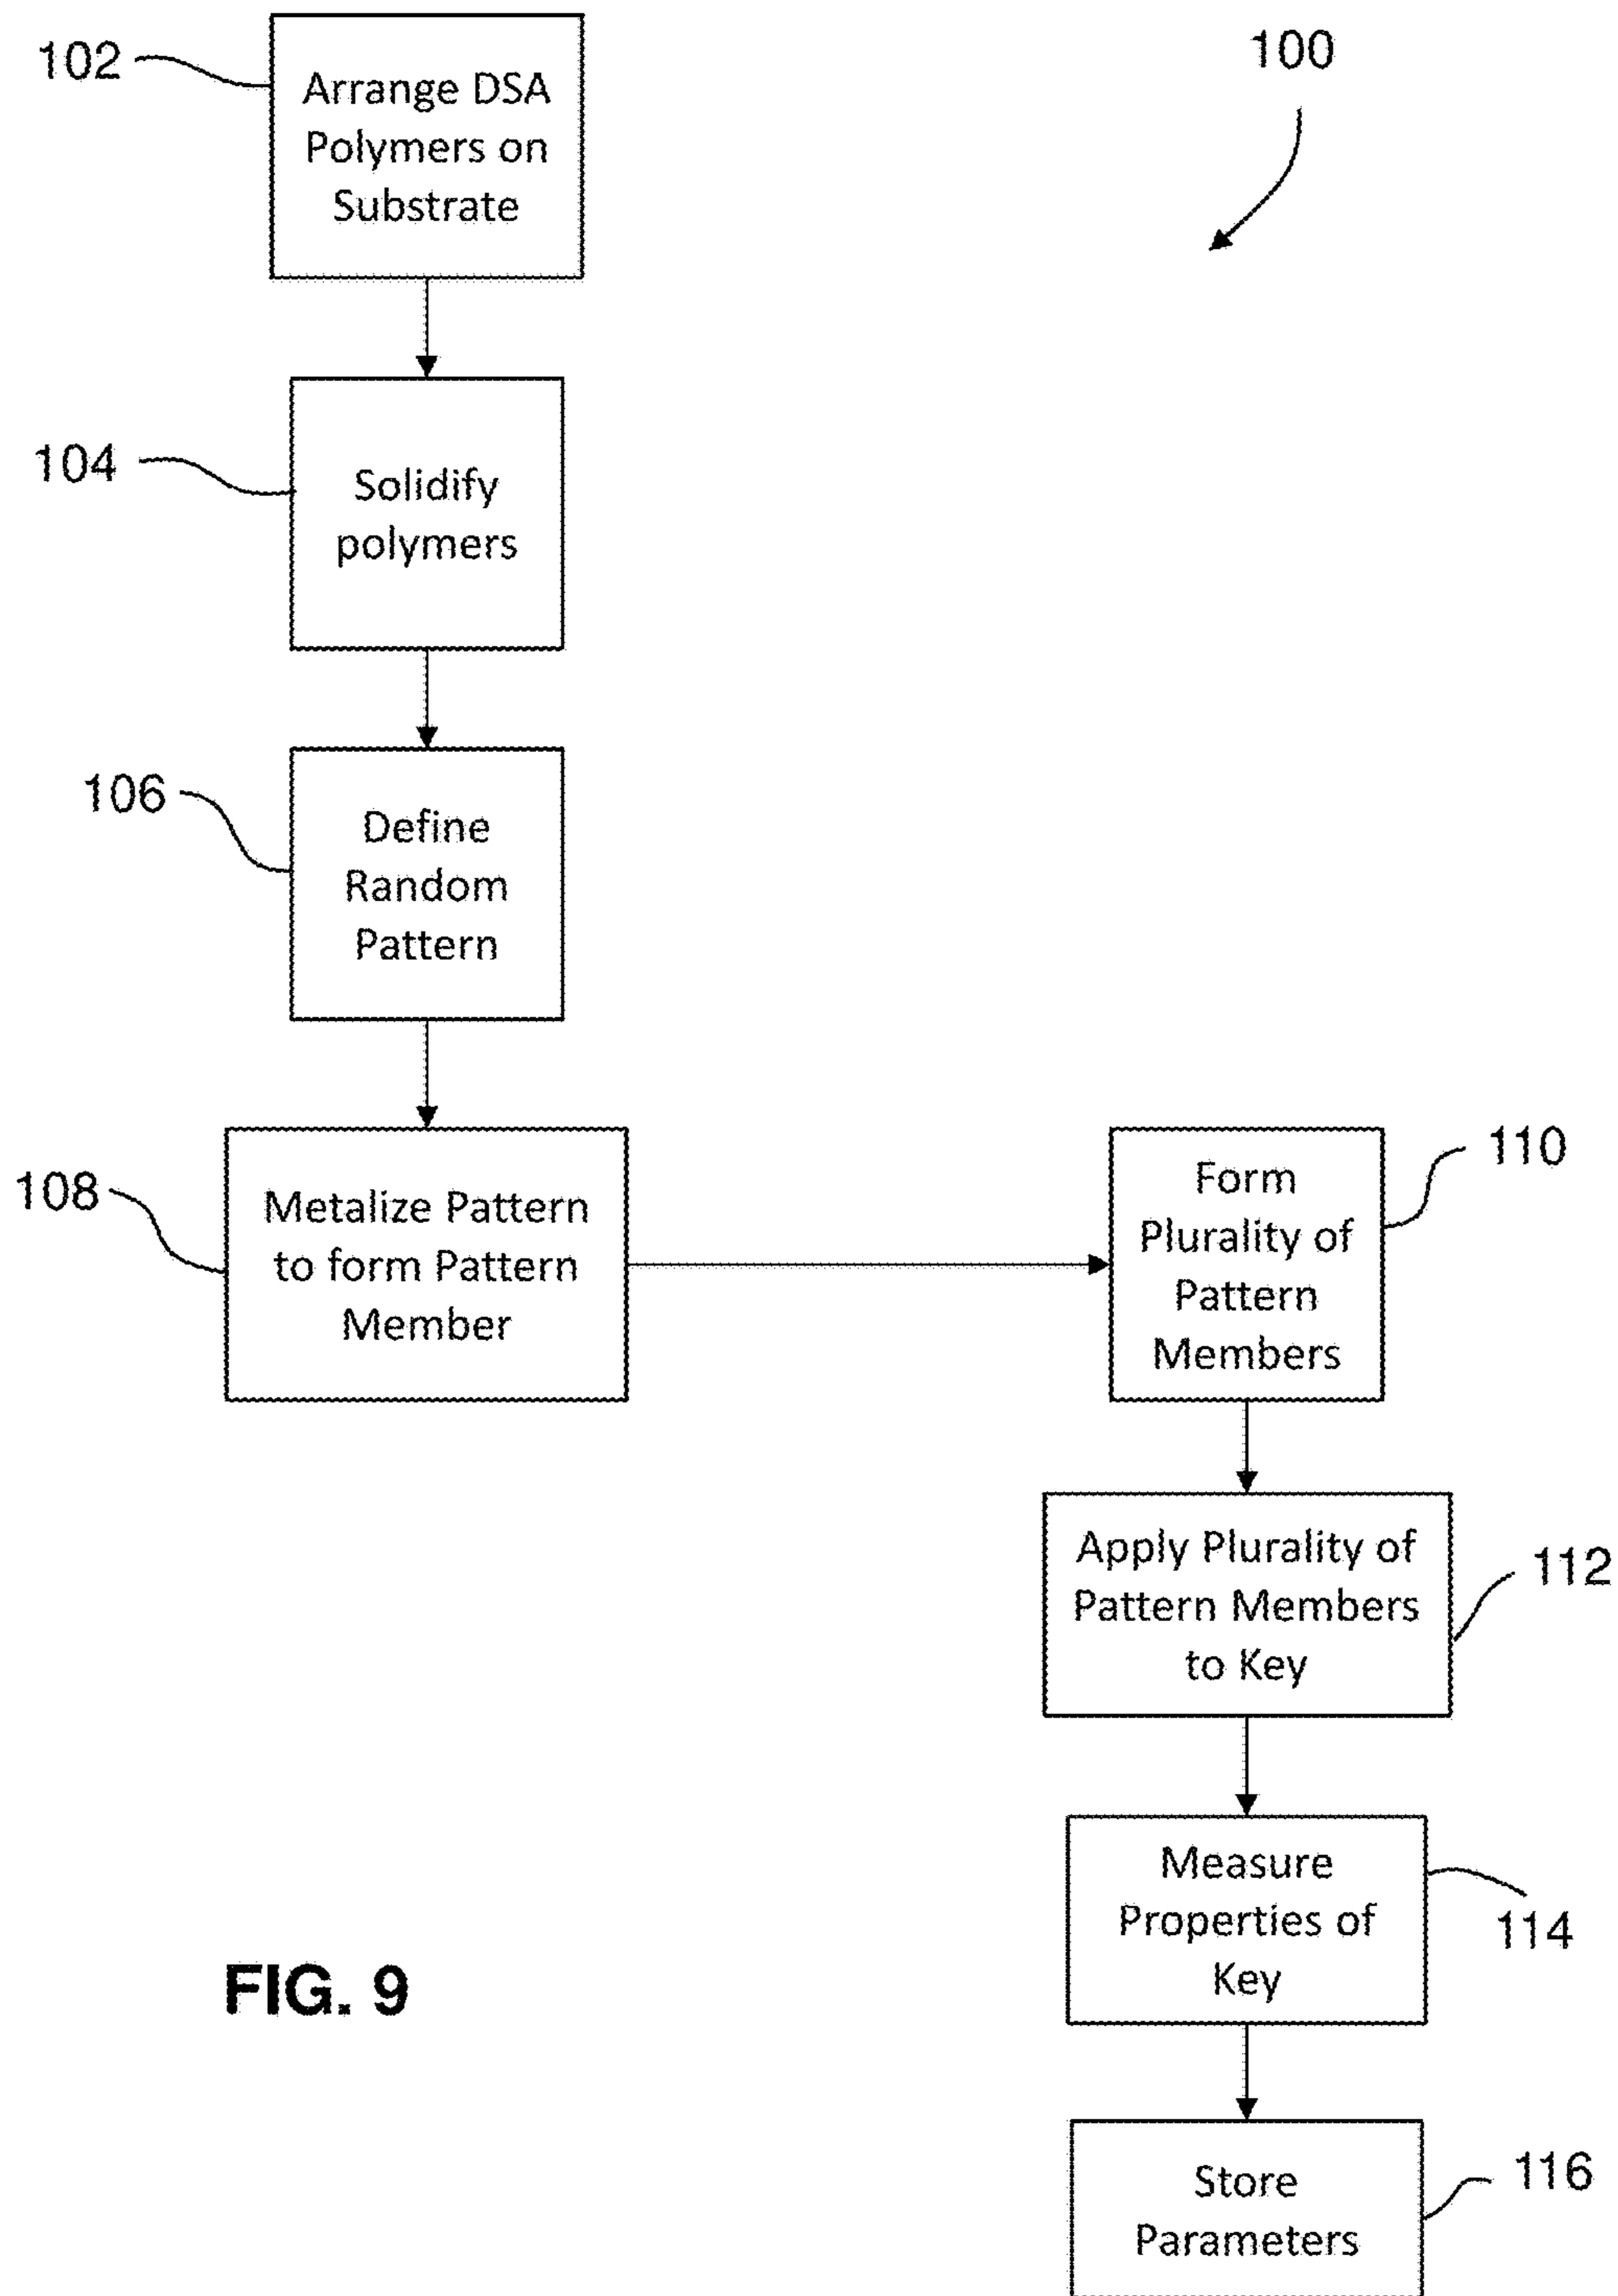 102
Arrange DSA
Polymers on
Substrate
100
104
Solidify
polymers
106
Define
Random
Pattern
108
Metalize Pattern
to form Pattern
Member
110
Form
Plurality of
Pattern
Members
112
Apply Plurality of
Pattern Members
to Key
114
Measure
Properties of
Key
116
Store
Parameters
FIG. 9